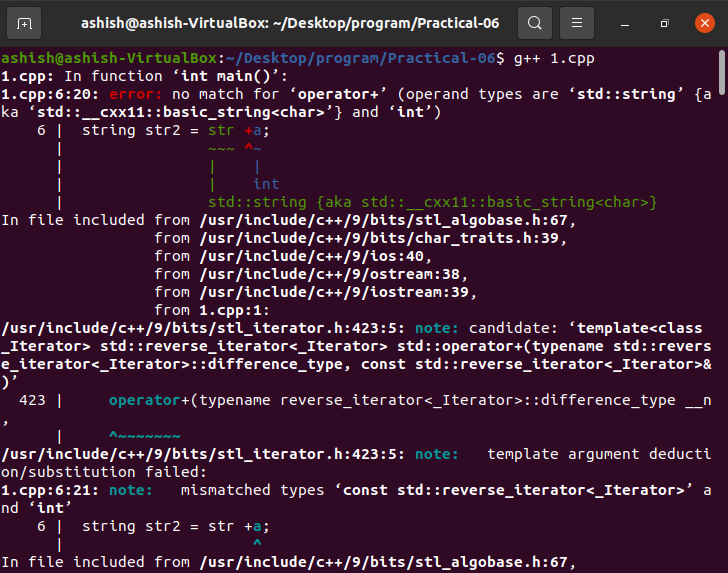 ashish@ashish-VirtualBox: ~/Desktop/program/Practical-06
ashish@ashish-VirtualBox:~/Desktop/program/Practical-06$ g++ 1.cpp
1.cpp: In function ‘int main()’:
1.cpp:6:20: error: no match for ‘operator+’ (operand types are ‘std::string’ {a
ka ‘std::__cxx11::basic_string<char>’} and ‘int’)
    6 |  string str2 = str +a;
      |                ~~~ ^~
      |                |    |
      |                |    int
      |                std::string {aka std::__cxx11::basic_string<char>}
In file included from /usr/include/c++/9/bits/stl_algobase.h:67,
                 from /usr/include/c++/9/bits/char_traits.h:39,
                 from /usr/include/c++/9/ios:40,
                 from /usr/include/c++/9/ostream:38,
                 from /usr/include/c++/9/iostream:39,
                 from 1.cpp:1:
/usr/include/c++/9/bits/stl_iterator.h:423:5: note: candidate: ‘template<class
_Iterator> std::reverse_iterator<_Iterator> std::operator+(typename std::revers
e_iterator<_Iterator>::difference_type, const std::reverse_iterator<_Iterator>&
)’
  423 |     operator+(typename reverse_iterator<_Iterator>::difference_type __n
,
      |     ^~~~~~~~
/usr/include/c++/9/bits/stl_iterator.h:423:5: note:   template argument deducti
on/substitution failed:
1.cpp:6:21: note:   mismatched types ‘const std::reverse_iterator<_Iterator>’ a
nd ‘int’
    6 |  string str2 = str +a;
      |                     ^
In file included from /usr/include/c++/9/bits/stl_algobase.h:67,